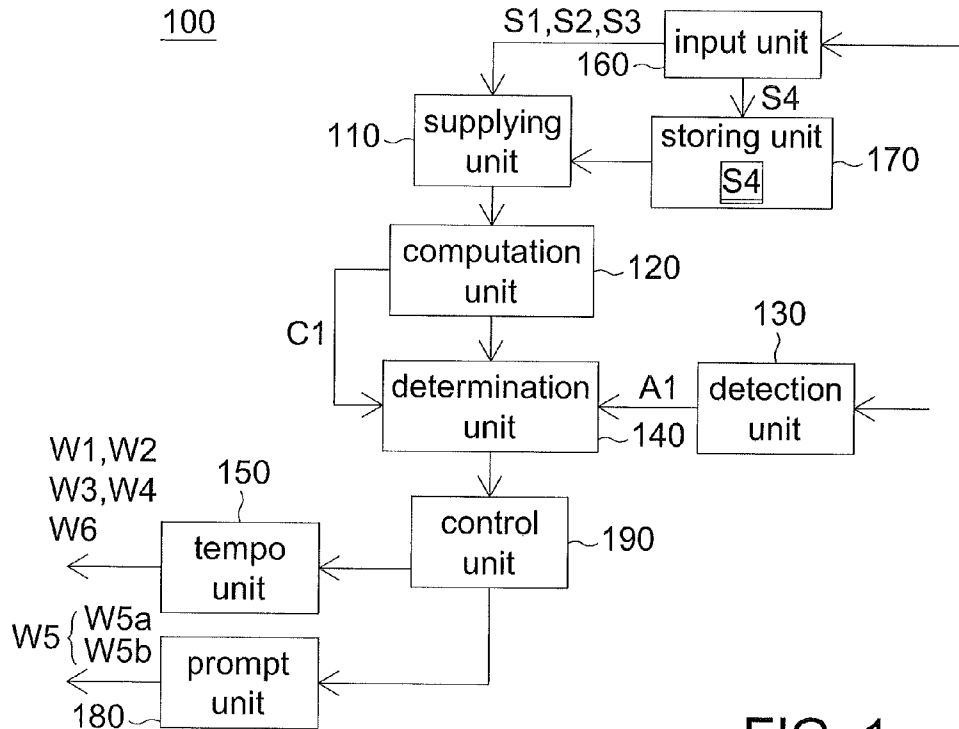 100
S1,S2,S3
input unit
160
S4
supplying
unit
110
storing unit
S4
170
computation
unit
120
C1
130
determination
unit
A1
detection
unit
140
W1,W2
W3,W4
W6
150
tempo
unit
control
unit
190
W5
W5a
W5b
prompt
unit
180
FIG. 1